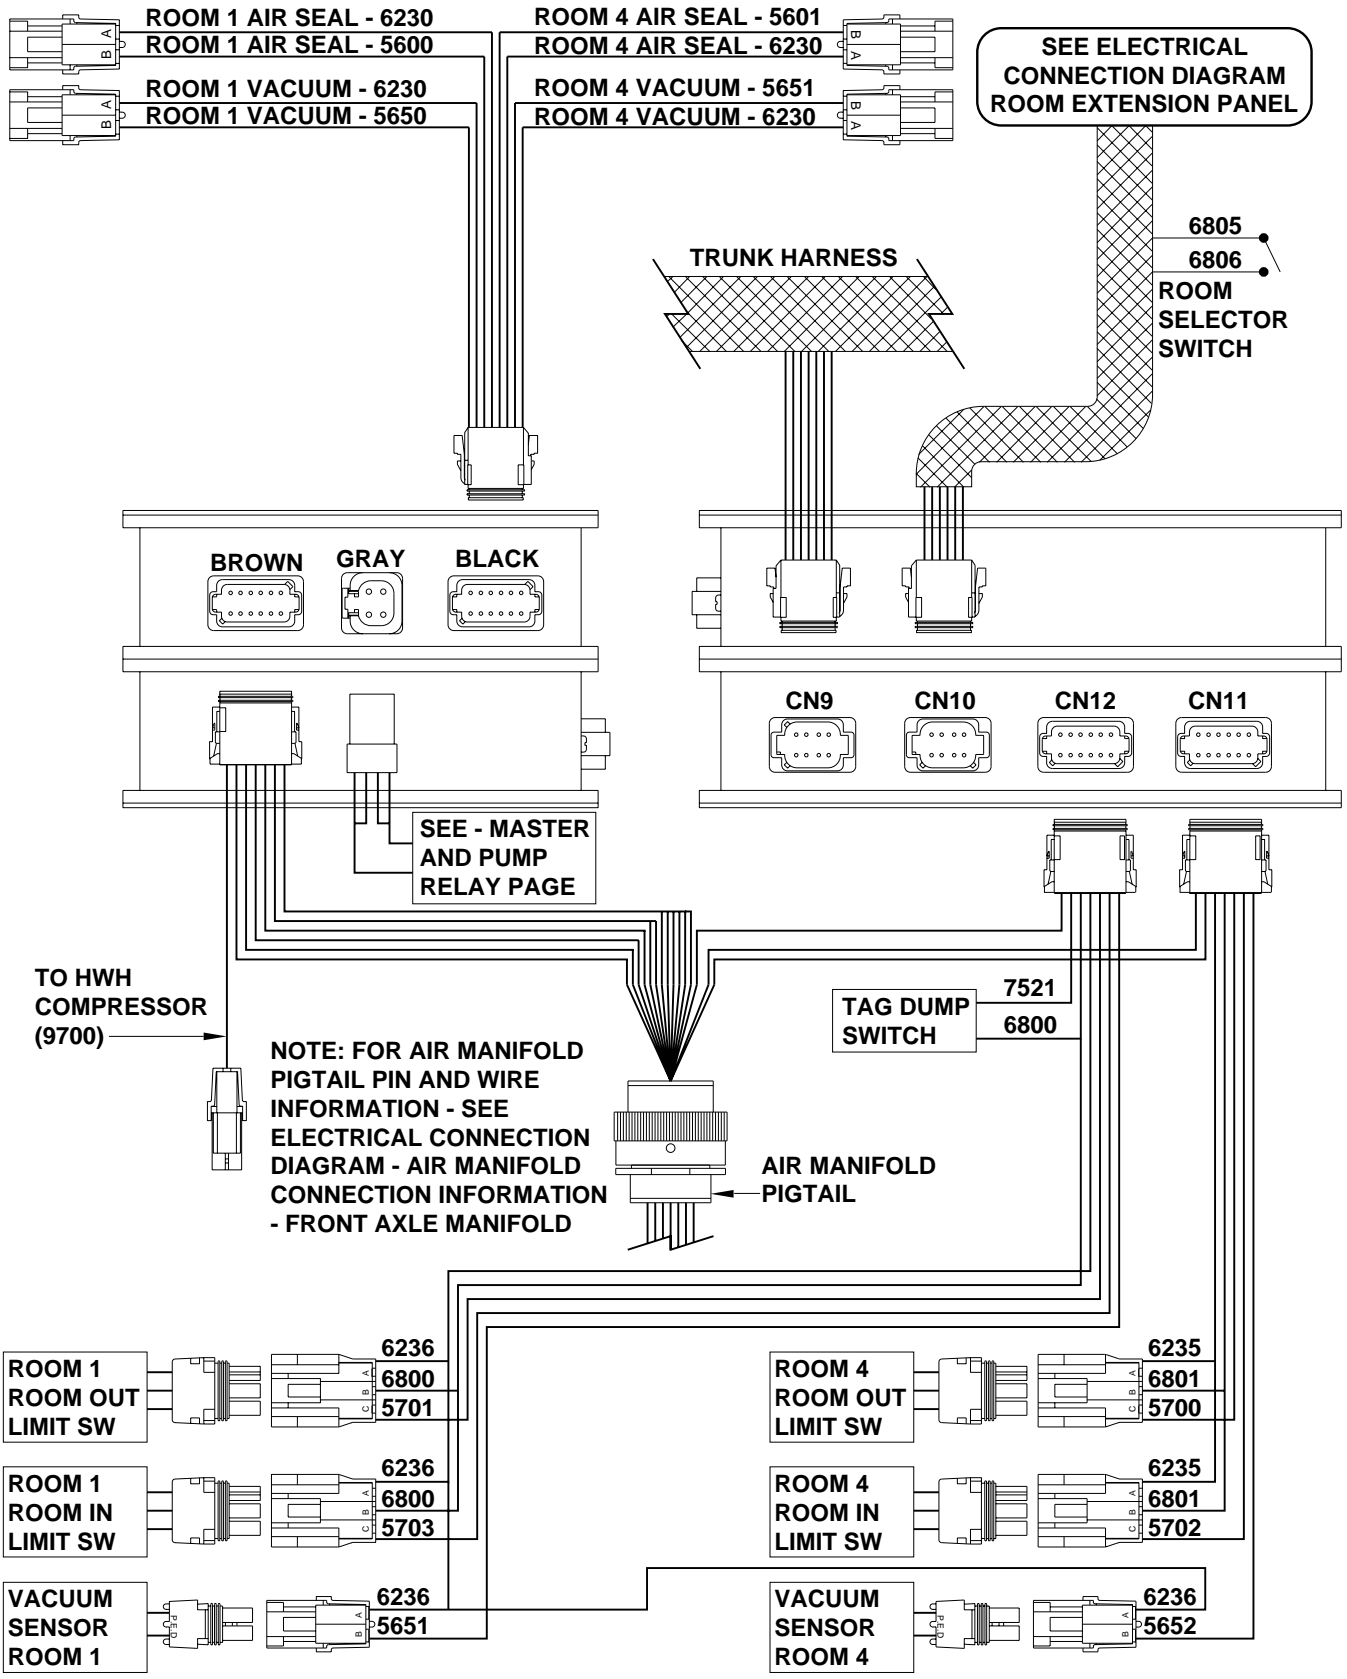 ROOM 1 AIR SEAL - 6230
ROOM 1 AIR SEAL - 5600
ROOM 1 VACUUM - 6230
ROOM 1 VACUUM - 5650
A
B
A
B
ROOM 4 AIR SEAL - 5601
ROOM 4 AIR SEAL - 6230
ROOM 4 VACUUM - 5651
ROOM 4 VACUUM - 6230
B
A
B
A
SEE ELECTRICAL
CONNECTION DIAGRAM
ROOM EXTENSION PANEL
6805
6806
ROOM
SELECTOR
SWITCH
TRUNK HARNESS
BROWN
GRAY
BLACK
CN9
CN10
CN12
CN11
SEE - MASTER
AND PUMP
RELAY PAGE
TO HWH
COMPRESSOR
(9700)
TAG DUMP
SWITCH
7521
6800
NOTE: FOR AIR MANIFOLD
PIGTAIL PIN AND WIRE
INFORMATION - SEE
ELECTRICAL CONNECTION
DIAGRAM - AIR MANIFOLD
CONNECTION INFORMATION
- FRONT AXLE MANIFOLD
AIR MANIFOLD
PIGTAIL
ROOM 1
ROOM OUT
LIMIT SW
A
B
C
6236
6800
5701
ROOM 4
ROOM OUT
LIMIT SW
A
B
C
6235
6801
5700
ROOM 1
ROOM IN
LIMIT SW
A
B
C
6236
6800
5703
ROOM 4
ROOM IN
LIMIT SW
A
B
C
6235
6801
5702
VACUUM
SENSOR
ROOM 1
PED
A
B
6236
5651
VACUUM
SENSOR
ROOM 4
PED
A
B
6236
5652